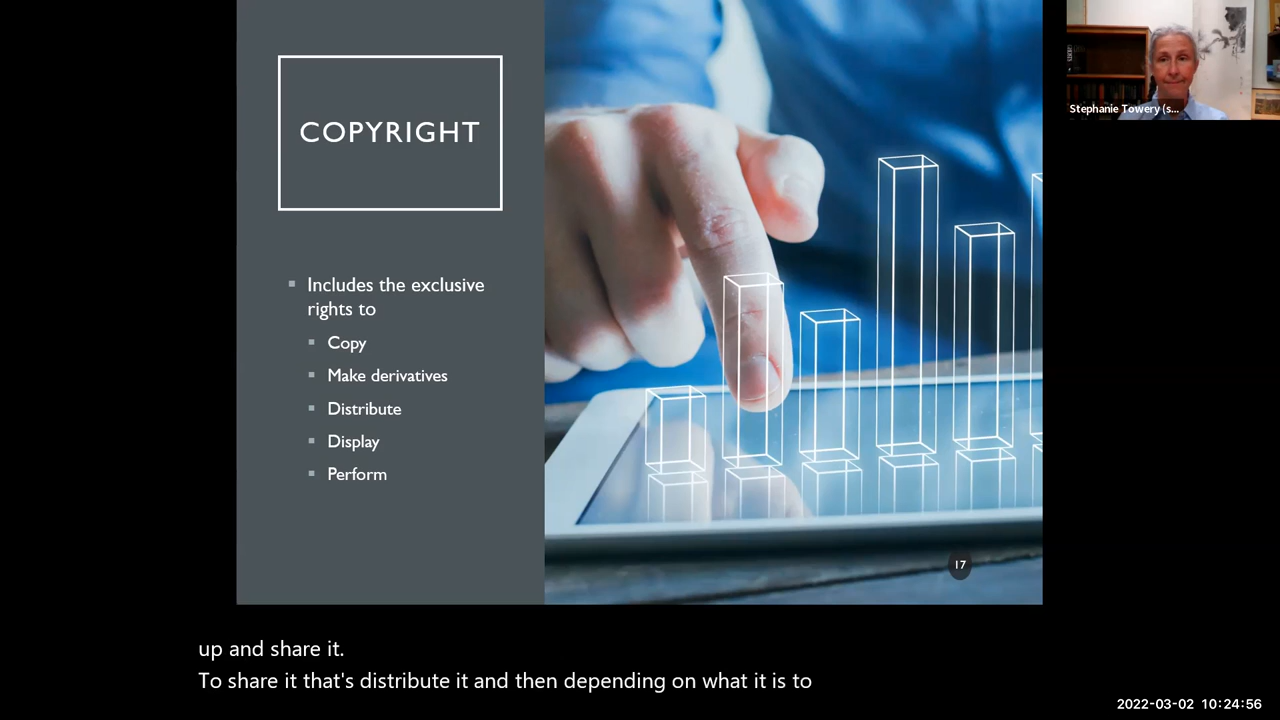 COPYRIGHT
Includes the exclusive
rights to
Copy
Make derivatives
Distribute
Display
Perform
17
Stephanie Towery (s...
up and share it.
To share it that's distribute it and then depending on what it is to
2022-03-02 10:24:56